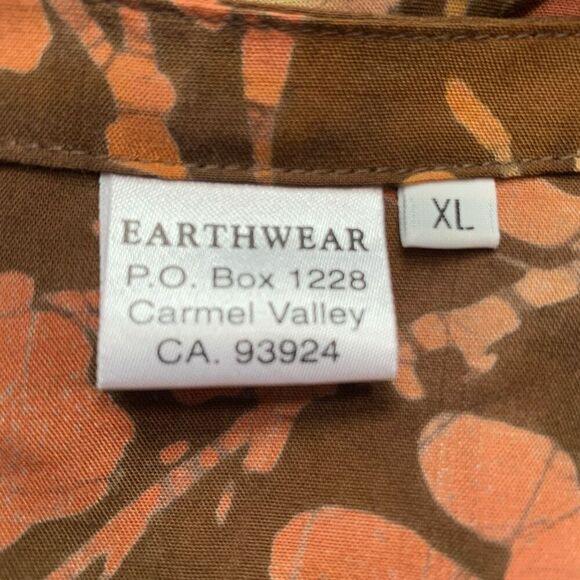 EARTHWEAR
P.O. Box 1228
Carmel Valley
CA. 93924
XL